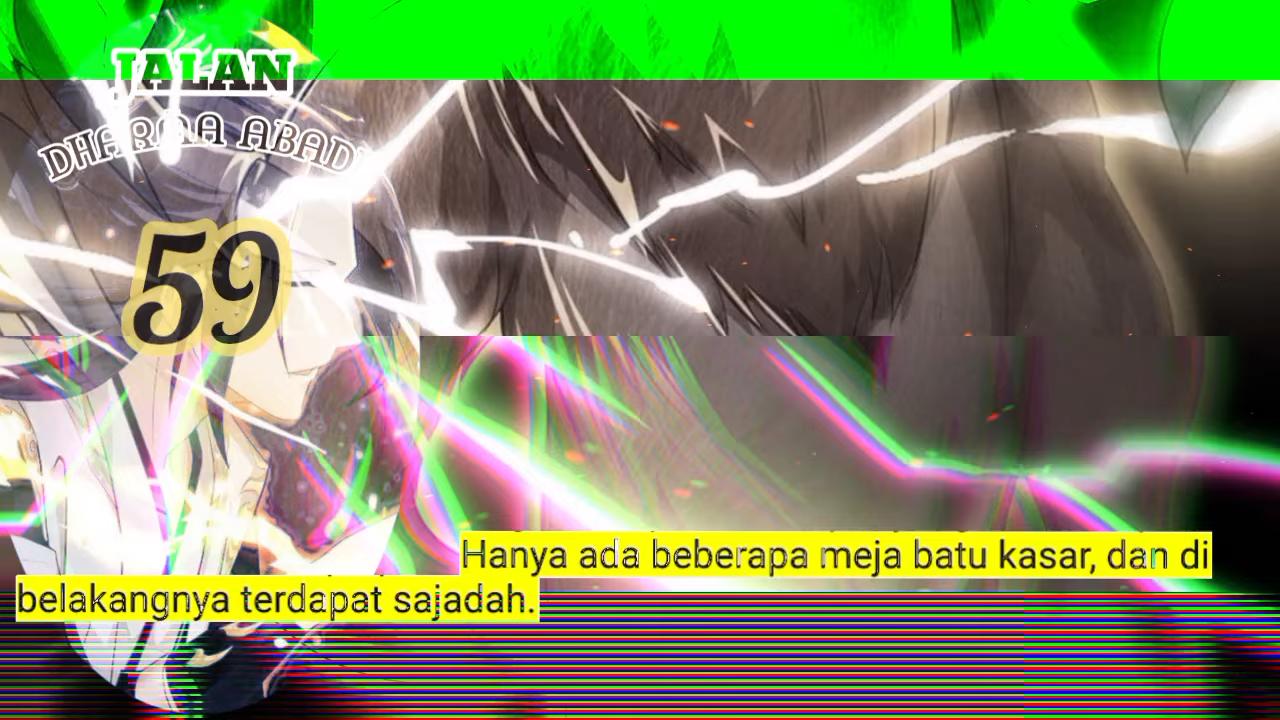 JALAN
DHARMA ABADI
59
Hanya ada beberapa meja batu kasar, dan di
belakangnya terdapat sajadah.